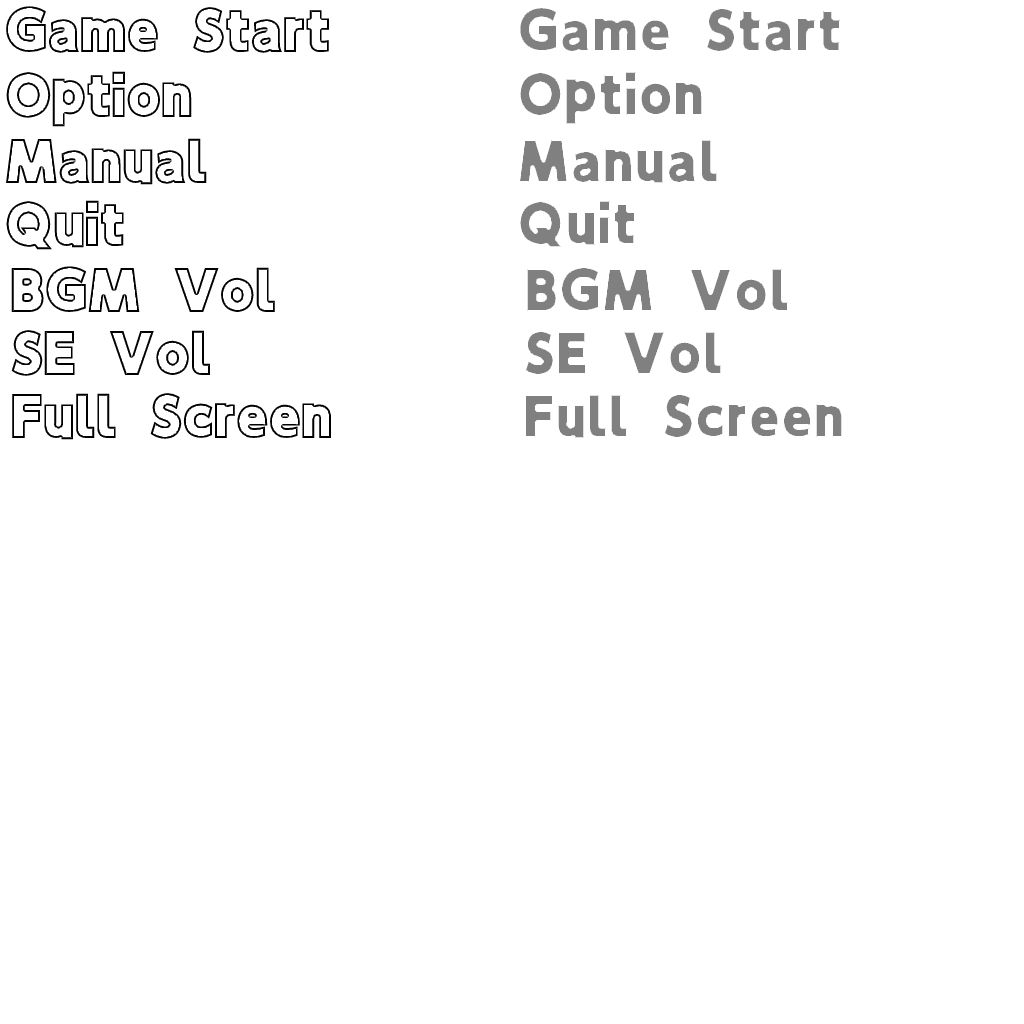 Game Start Game Start
Option Option
Manual Manual
Quit Quit
BGM Vol BGM Vol
SE Vol SE Vol
Full Screen Full Screen